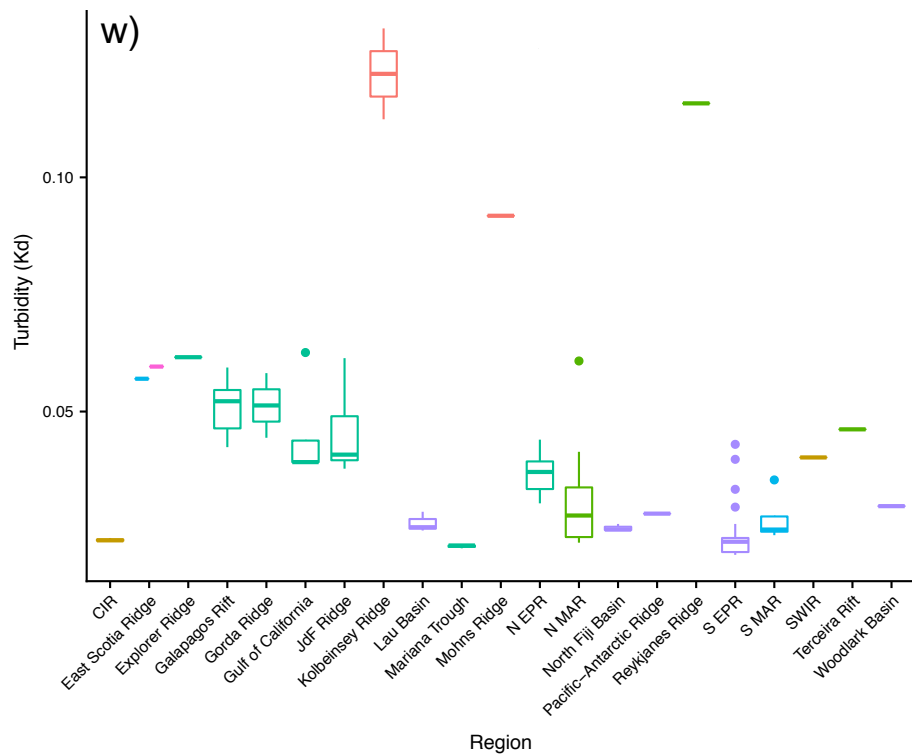 w)
Turbidity (Kd)
0.10
0.05
CIR
East Scotia Ridge
Explorer Ridge
Galapagos Rift
Gorda Ridge
Gulf of California
JdF Ridge
Kolbeinsey Ridge
Lau Basin
Mariana Trough
Mohns Ridge
N EPR
N MAR
North Fiji Basin
Pacific−Antarctic Ridge
Reykjanes Ridge
S EPR
S MAR
SWIR
Terceira Rift
Woodlark Basin
Region